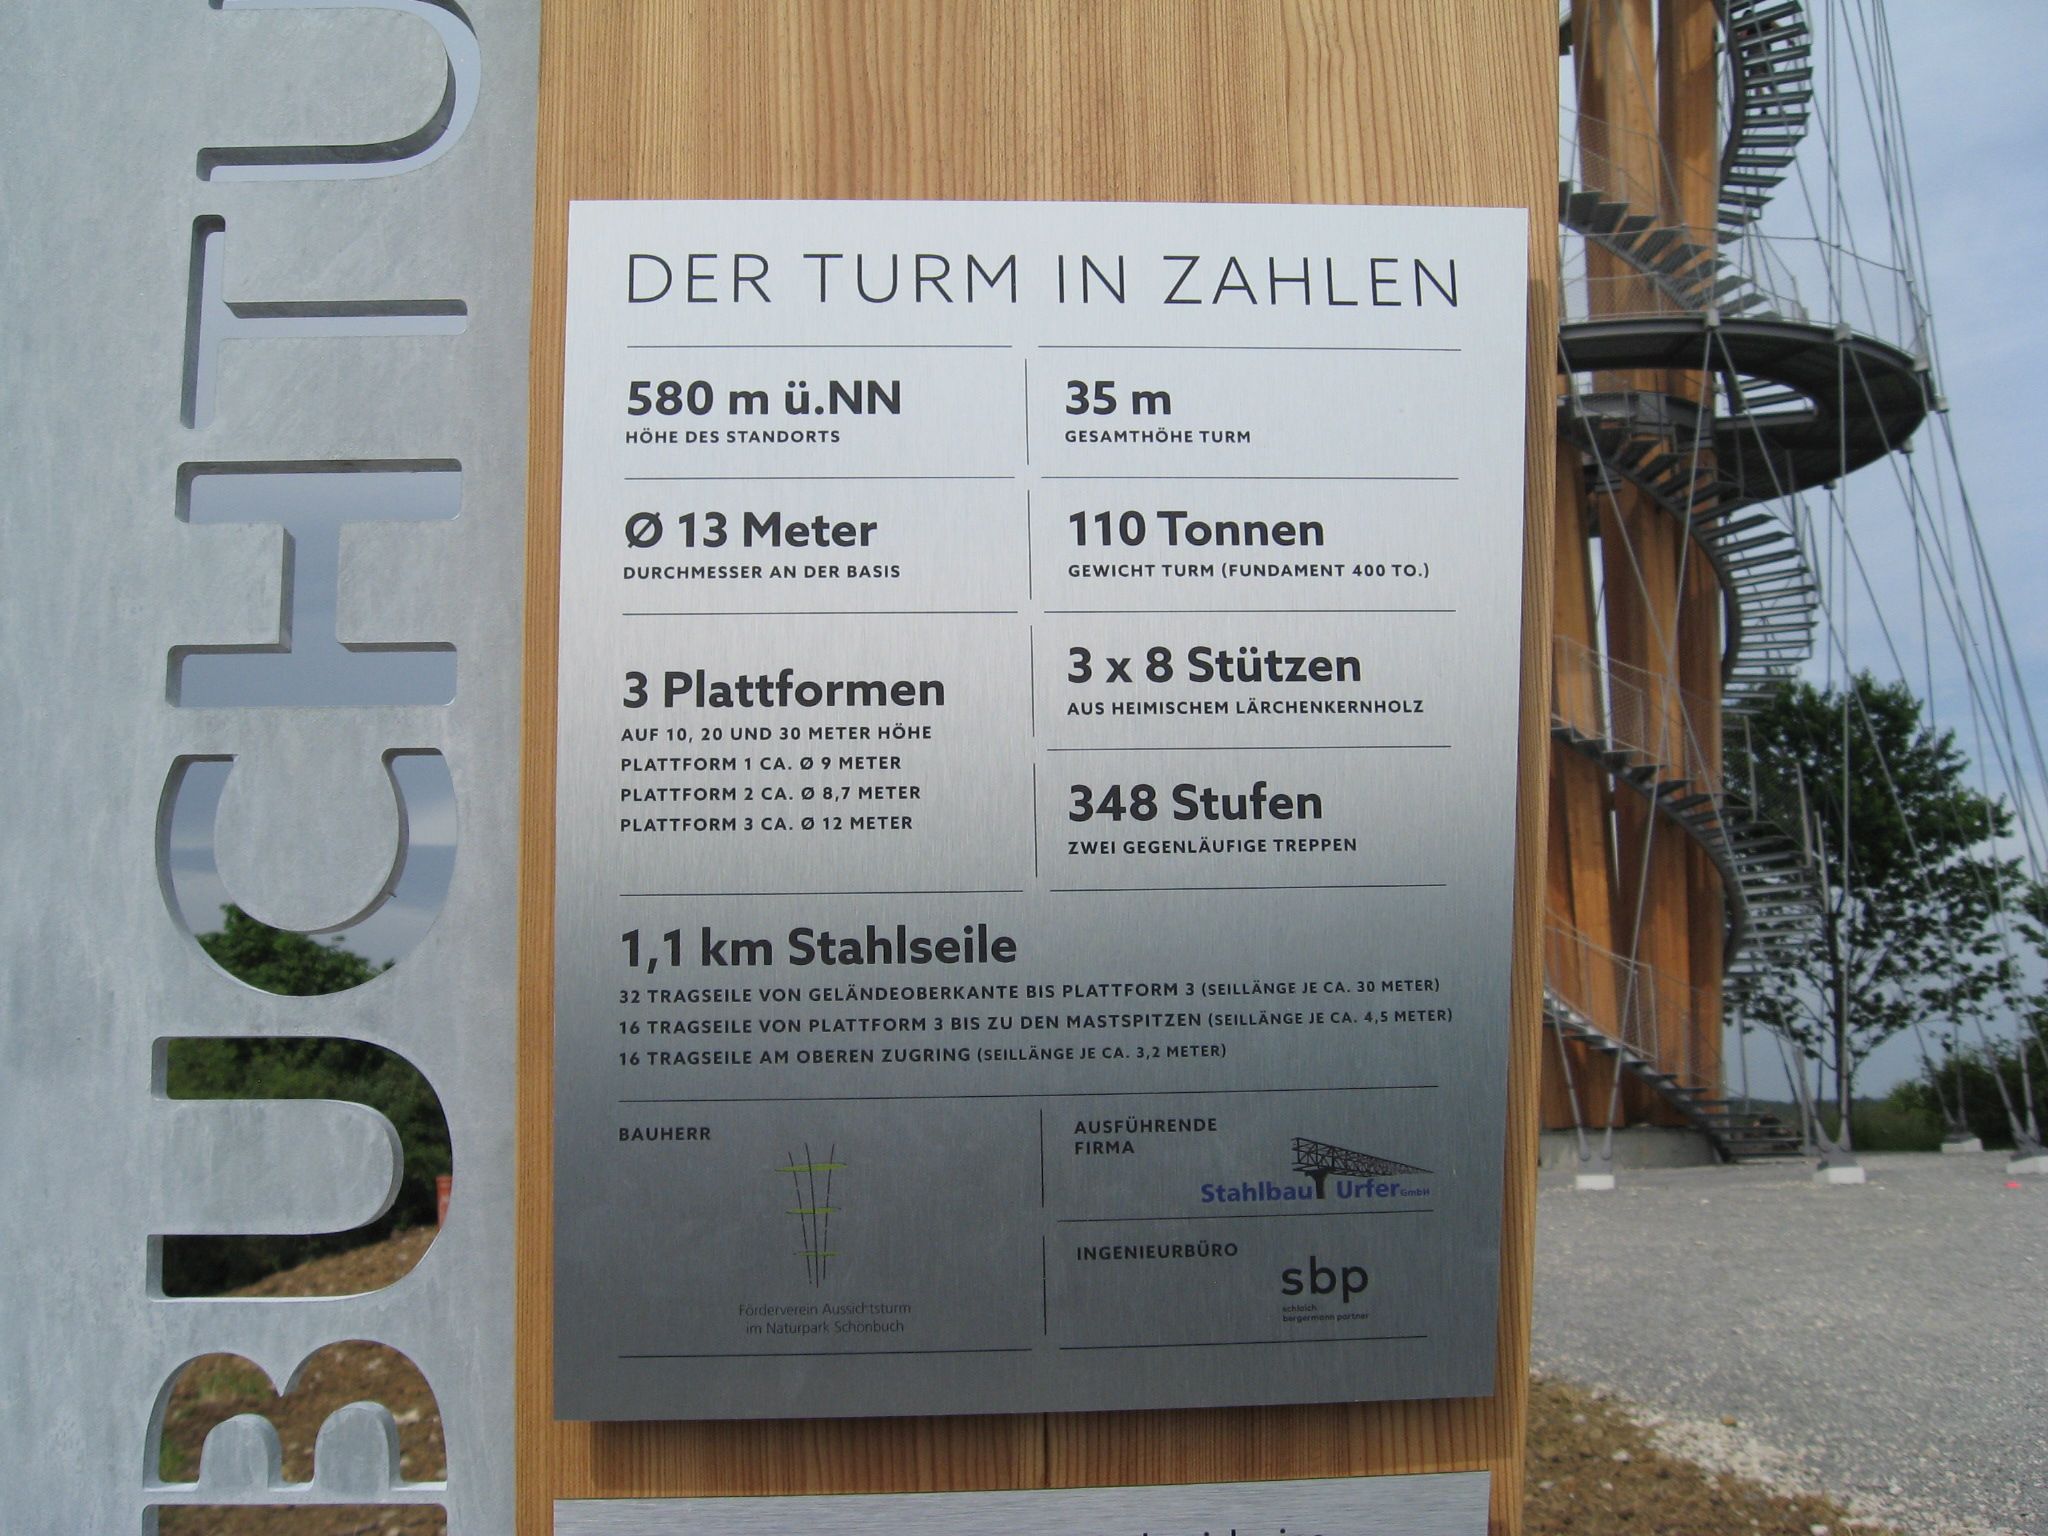 BUCHTU
DER TURM IN ZAHLEN
580 m ü.NN
HÖHE DES STANDORTS
35 m
GESAMTHÖHE TURM
Ø 13 Meter
DURCHMESSER AN DER BASIS
110 Tonnen
GEWICHT TURM (FUNDAMENT 400 TO.)
3 Plattformen
AUF 10, 20 UND 30 METER HÖHE
PLATTFORM 1 CA. Ø 9 METER
PLATTFORM 2 CA. Ø 8,7 METER
PLATTFORM 3 CA. Ø 12 METER
3 x 8 Stützen
AUS HEIMISCHEM LÄRCHENKERNHOLZ
348 Stufen
ZWEI GEGENLÄUFIGE TREPPEN
1,1 km Stahlseile
32 TRAGSEILE VON GELÄNDEOBERKANTE BIS PLATTFORM 3 (SEILLÄNGE JE CA. 30 METER)
16 TRAGSEILE VON PLATTFORM 3 BIS ZU DEN MASTSPITZEN (SEILLÄNGE JE CA. 4,5 METER)
16 TRAGSEILE AM OBEREN ZUGRING (SEILLÄNGE JE CA. 3,2 METER)
BAUHERR
Förderverein Aussichtsturm
im Naturpark Schönbuch
AUSFÜHRENDE
FIRMA
Stahlbau Urfer GmbH
INGENIEURBÜRO
sbp
schlaich
bergermann partner